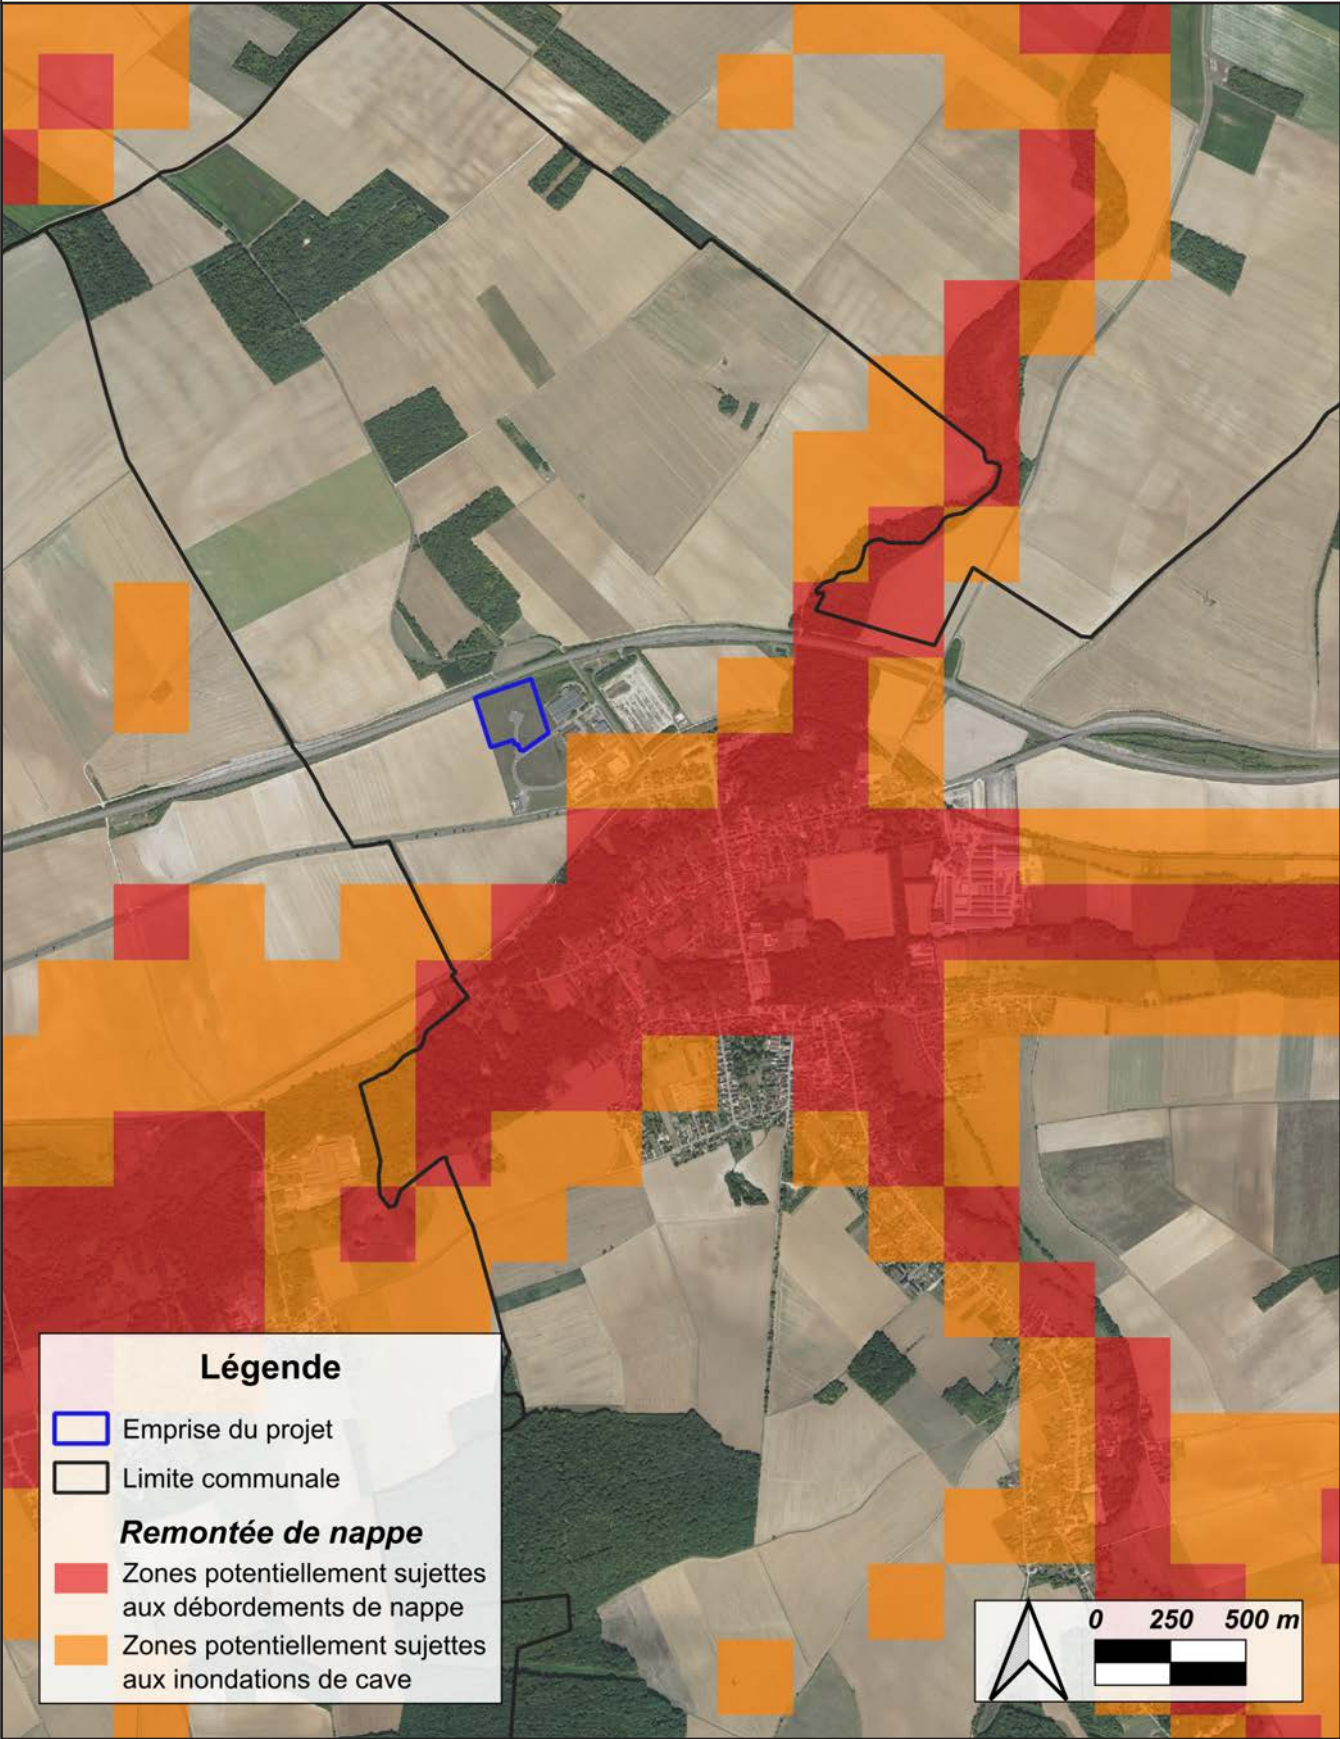 Légende
Emprise du projet
Limite communale
Remontée de nappe
Zones potentiellement sujettes
aux débordements de nappe
Zones potentiellement sujettes
aux inondations de cave
0 250 500 m